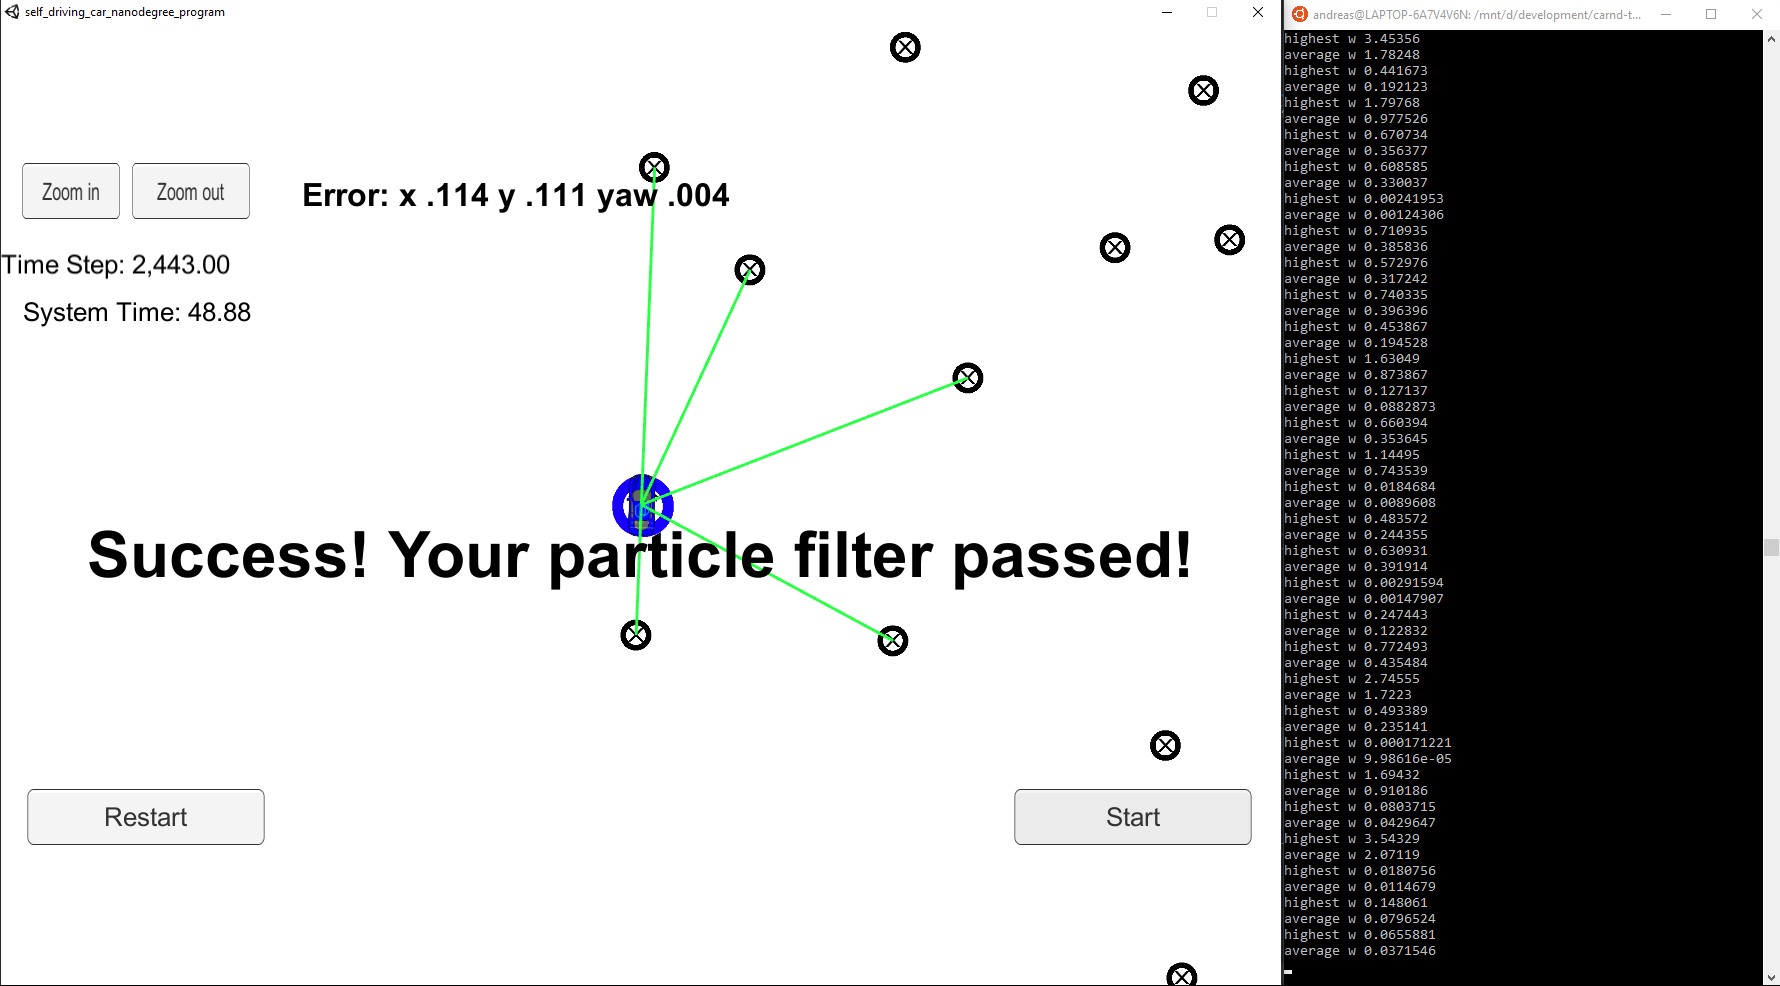 self_driving_car_nanodegree_program
Zoom in
Zoom out
Error: x .114 y .111 yaw .004
Time Step: 2,443.00
System Time: 48.88
Success! Your particle filter passed!
Restart
Start
andreas@LAPTOP-6A7V4V6N: /mnt/d/development/carnd-t...
highest w 3.45356
average w 1.78248
highest w 0.441673
average w 0.192123
highest w 1.79768
average w 0.977526
highest w 0.670734
average w 0.356377
highest w 0.608585
average w 0.330037
highest w 0.00241953
average w 0.00124306
highest w 0.710935
average w 0.385836
highest w 0.572976
average w 0.317242
highest w 0.740335
average w 0.396396
highest w 0.453867
average w 0.194528
highest w 1.63049
average w 0.873867
highest w 0.127137
average w 0.0882873
highest w 0.660394
average w 0.353645
highest w 1.14495
average w 0.743539
highest w 0.0184684
average w 0.0089608
highest w 0.483572
average w 0.244355
highest w 0.630931
average w 0.391914
highest w 0.00291594
average w 0.00147907
highest w 0.247443
average w 0.122832
highest w 0.772493
average w 0.435484
highest w 2.74555
average w 1.7223
highest w 0.493389
average w 0.235141
highest w 0.000171221
average w 9.98616e-05
highest w 1.69432
average w 0.910186
highest w 0.0803715
average w 0.0429647
highest w 3.54329
average w 2.07119
highest w 0.0180756
average w 0.0114679
highest w 0.148061
average w 0.0796524
highest w 0.0655881
average w 0.0371546